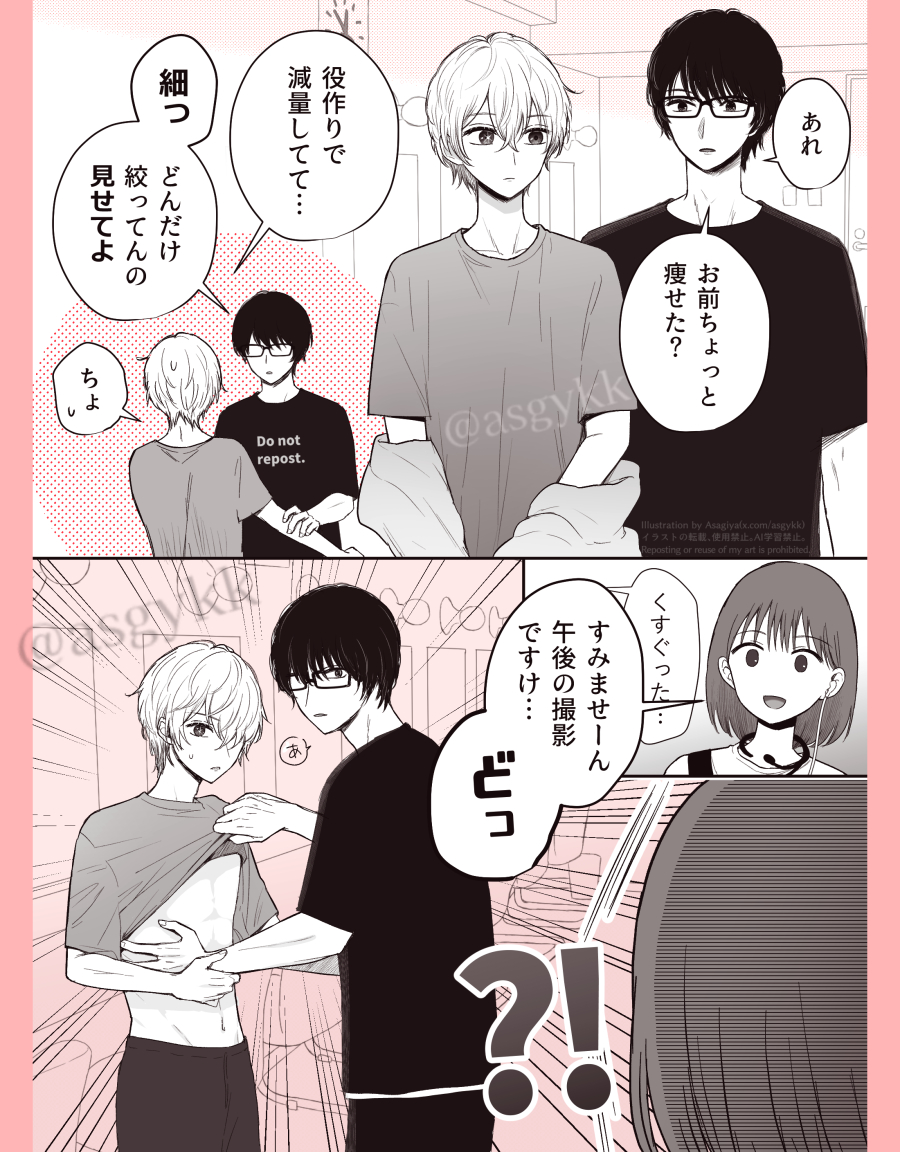 あれ
お前ちょっと
痩せた?
役作りで
減量してて…
細っ
どんだけ
絞ってんの
見せてよ
ちょ
Do not
repost.
@asgykk
Illustration by Asagiya(x.com/asgykk)
イラストの転載、使用禁止。AI学習禁止。
Reposting or reuse of my art is prohibited.
くすぐった…
すみませーん
午後の撮影
ですけ…
どっ
あ
@asgykk
?!